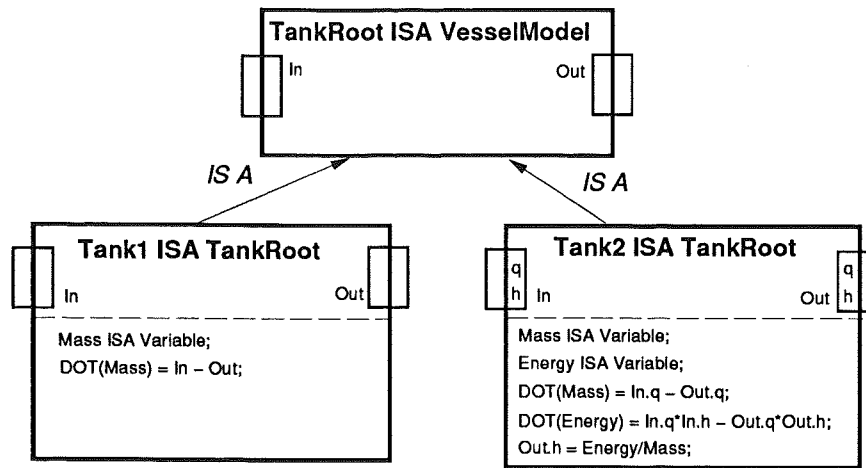 TankRoot ISA VesselModel
In
Out
IS A
IS A
Tank1 ISA TankRoot
In
Out
Mass ISA Variable;
DOT(Mass) = In – Out;
Tank2 ISA TankRoot
q
h
In
Out
q
h
Mass ISA Variable;
Energy ISA Variable;
DOT(Mass) = In.q – Out.q;
DOT(Energy) = In.q*In.h – Out.q*Out.h;
Out.h = Energy/Mass;